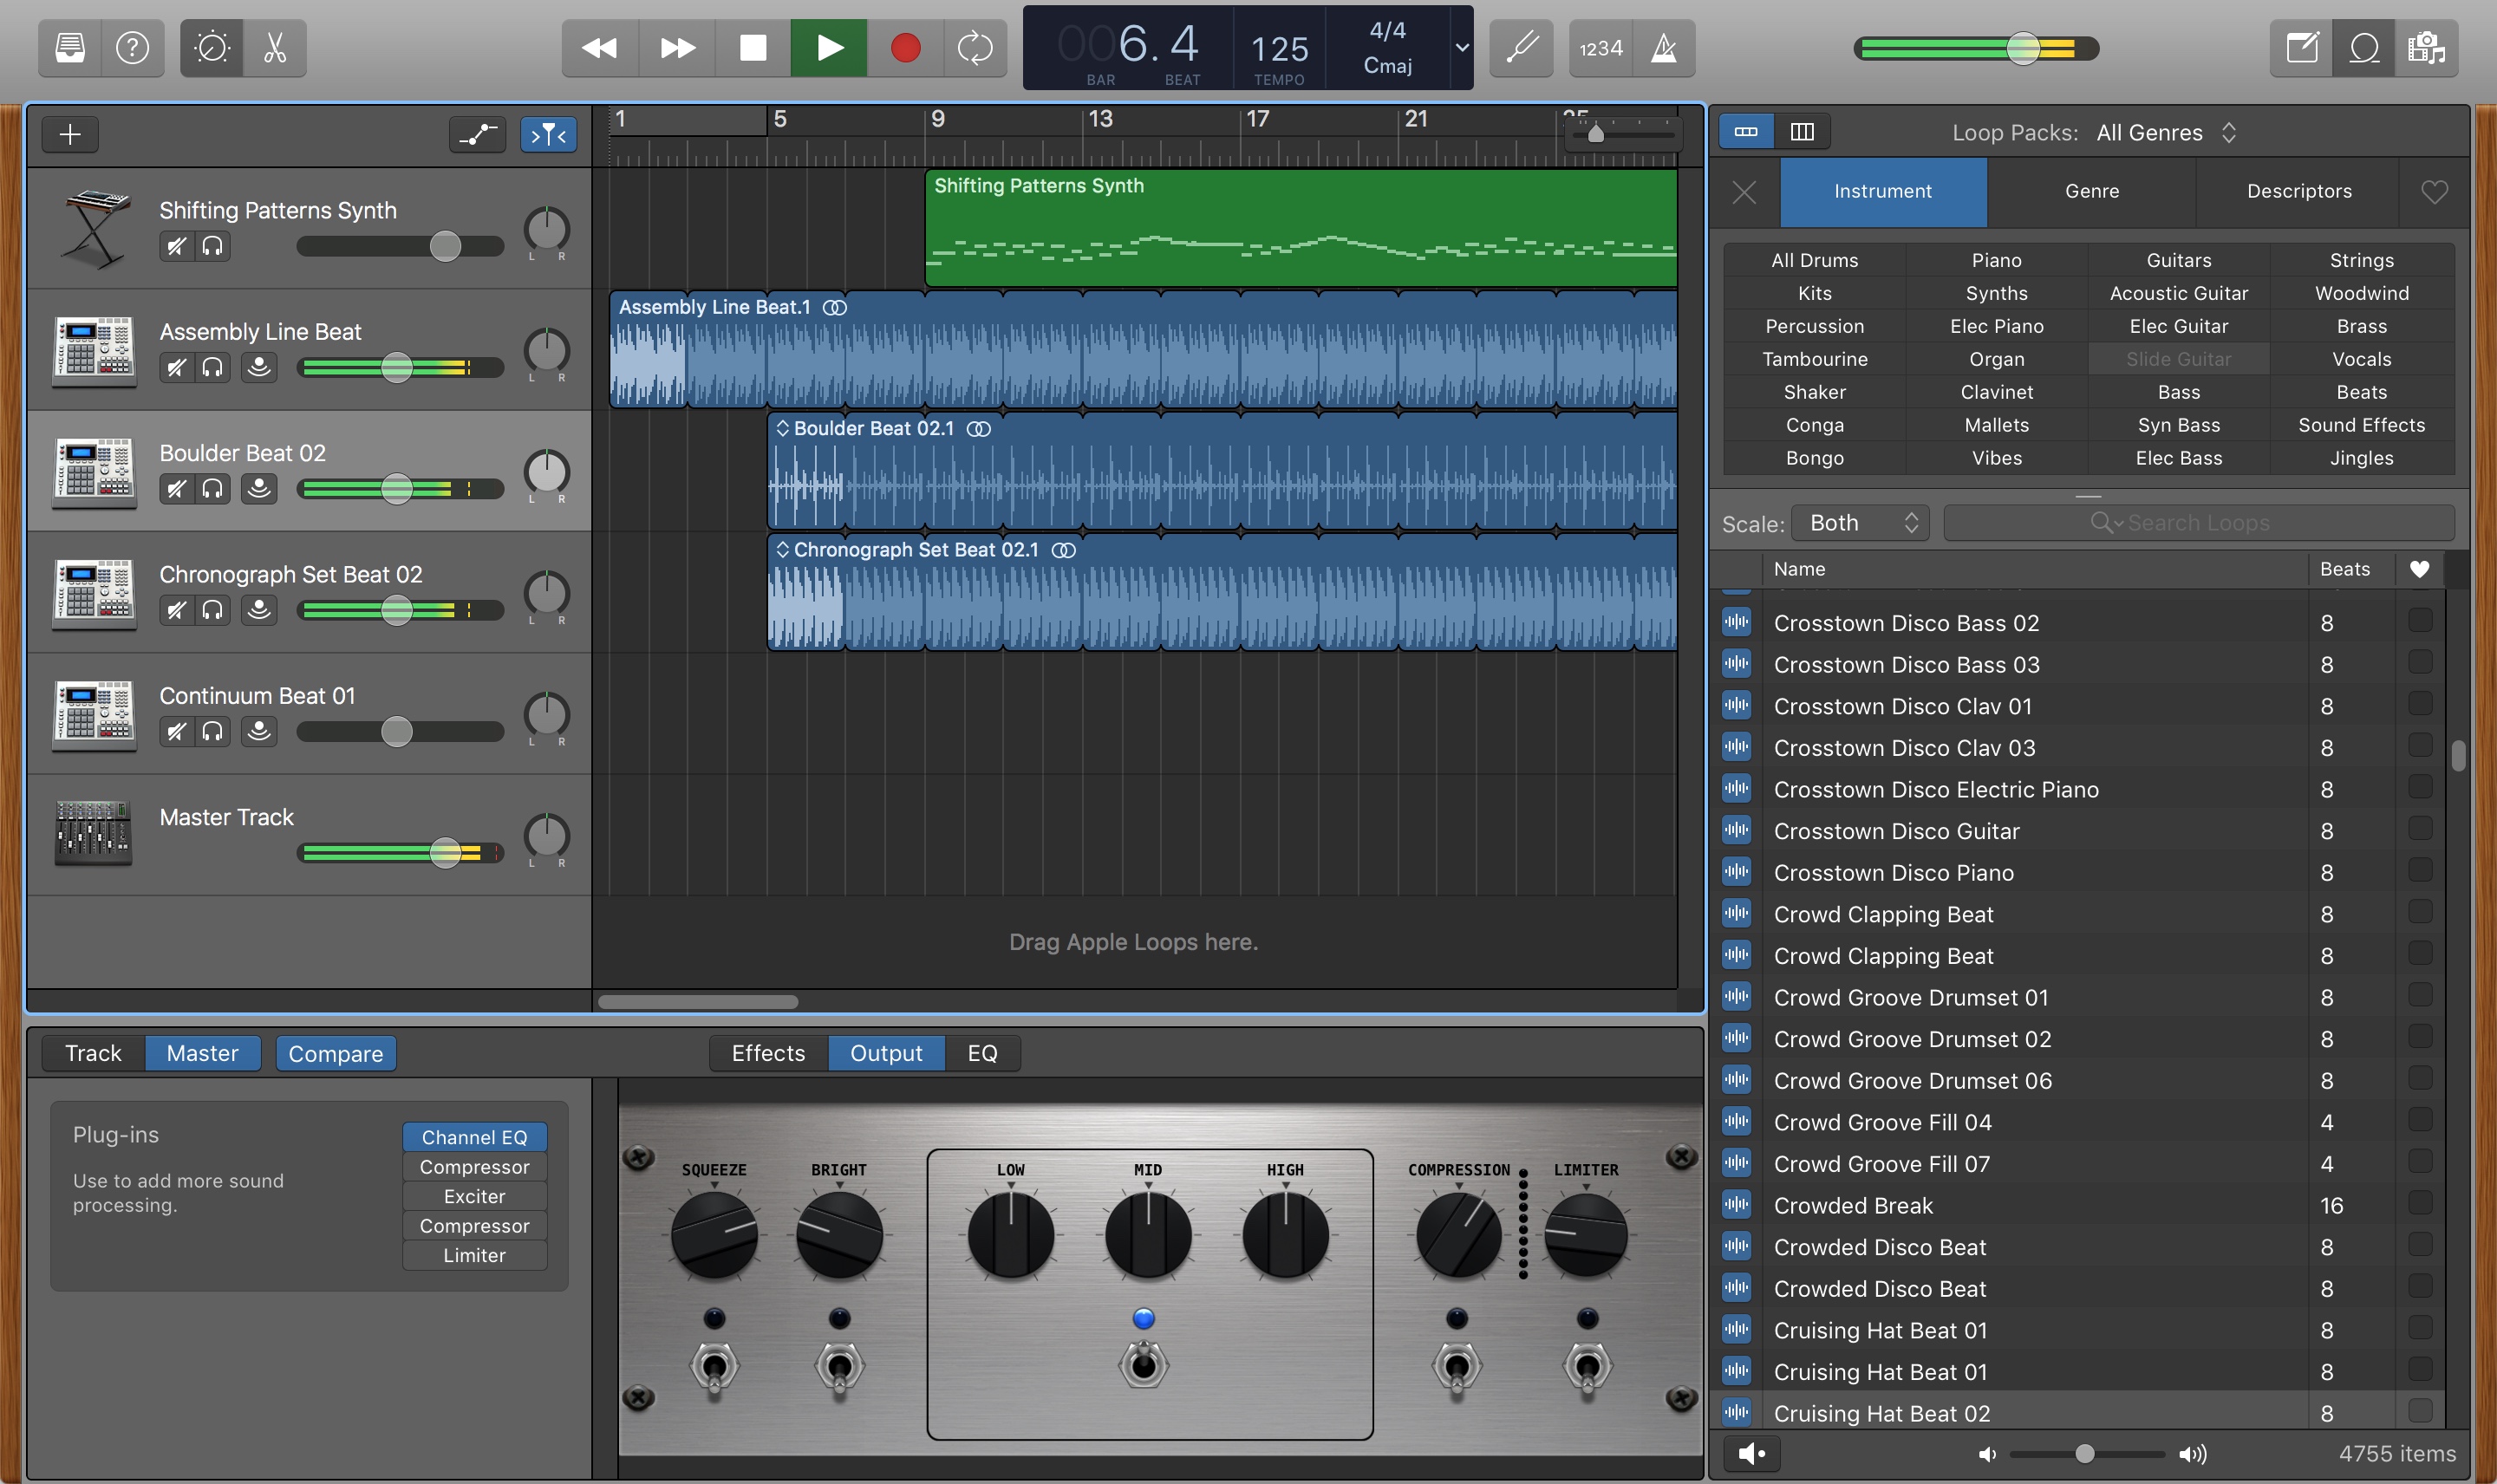 006.4
BAR BEAT
125
TEMPO
4/4
Cmaj
1234
1 5 9 13 17 21 25
Loop Packs: All Genres
Instrument Genre Descriptors
Shifting Patterns Synth
L R
Shifting Patterns Synth
Assembly Line Beat
L R
Assembly Line Beat.1
Boulder Beat 02
L R
Boulder Beat 02.1
Chronograph Set Beat 02
L R
Chronograph Set Beat 02.1
Continuum Beat 01
L R
Master Track
L R
Drag Apple Loops here.
All Drums Piano Guitars Strings
Kits Synths Acoustic Guitar Woodwind
Percussion Elec Piano Elec Guitar Brass
Tambourine Organ Slide Guitar Vocals
Shaker Clavinet Bass Beats
Conga Mallets Syn Bass Sound Effects
Bongo Vibes Elec Bass Jingles
Scale: Both Search Loops
Name Beats
Crosstown Disco Bass 02 8
Crosstown Disco Bass 03 8
Crosstown Disco Clav 01 8
Crosstown Disco Clav 03 8
Crosstown Disco Electric Piano 8
Crosstown Disco Guitar 8
Crosstown Disco Piano 8
Crowd Clapping Beat 8
Crowd Clapping Beat 8
Crowd Groove Drumset 01 8
Crowd Groove Drumset 02 8
Crowd Groove Drumset 06 8
Crowd Groove Fill 04 4
Crowd Groove Fill 07 4
Crowded Break 16
Crowded Disco Beat 8
Crowded Disco Beat 8
Cruising Hat Beat 01 8
Cruising Hat Beat 01 8
Cruising Hat Beat 02 8
4755 items
Track Master Compare
Effects Output EQ
Plug-ins
Use to add more sound
processing.
Channel EQ
Compressor
Exciter
Compressor
Limiter
SQUEEZE BRIGHT LOW MID HIGH COMPRESSION LIMITER